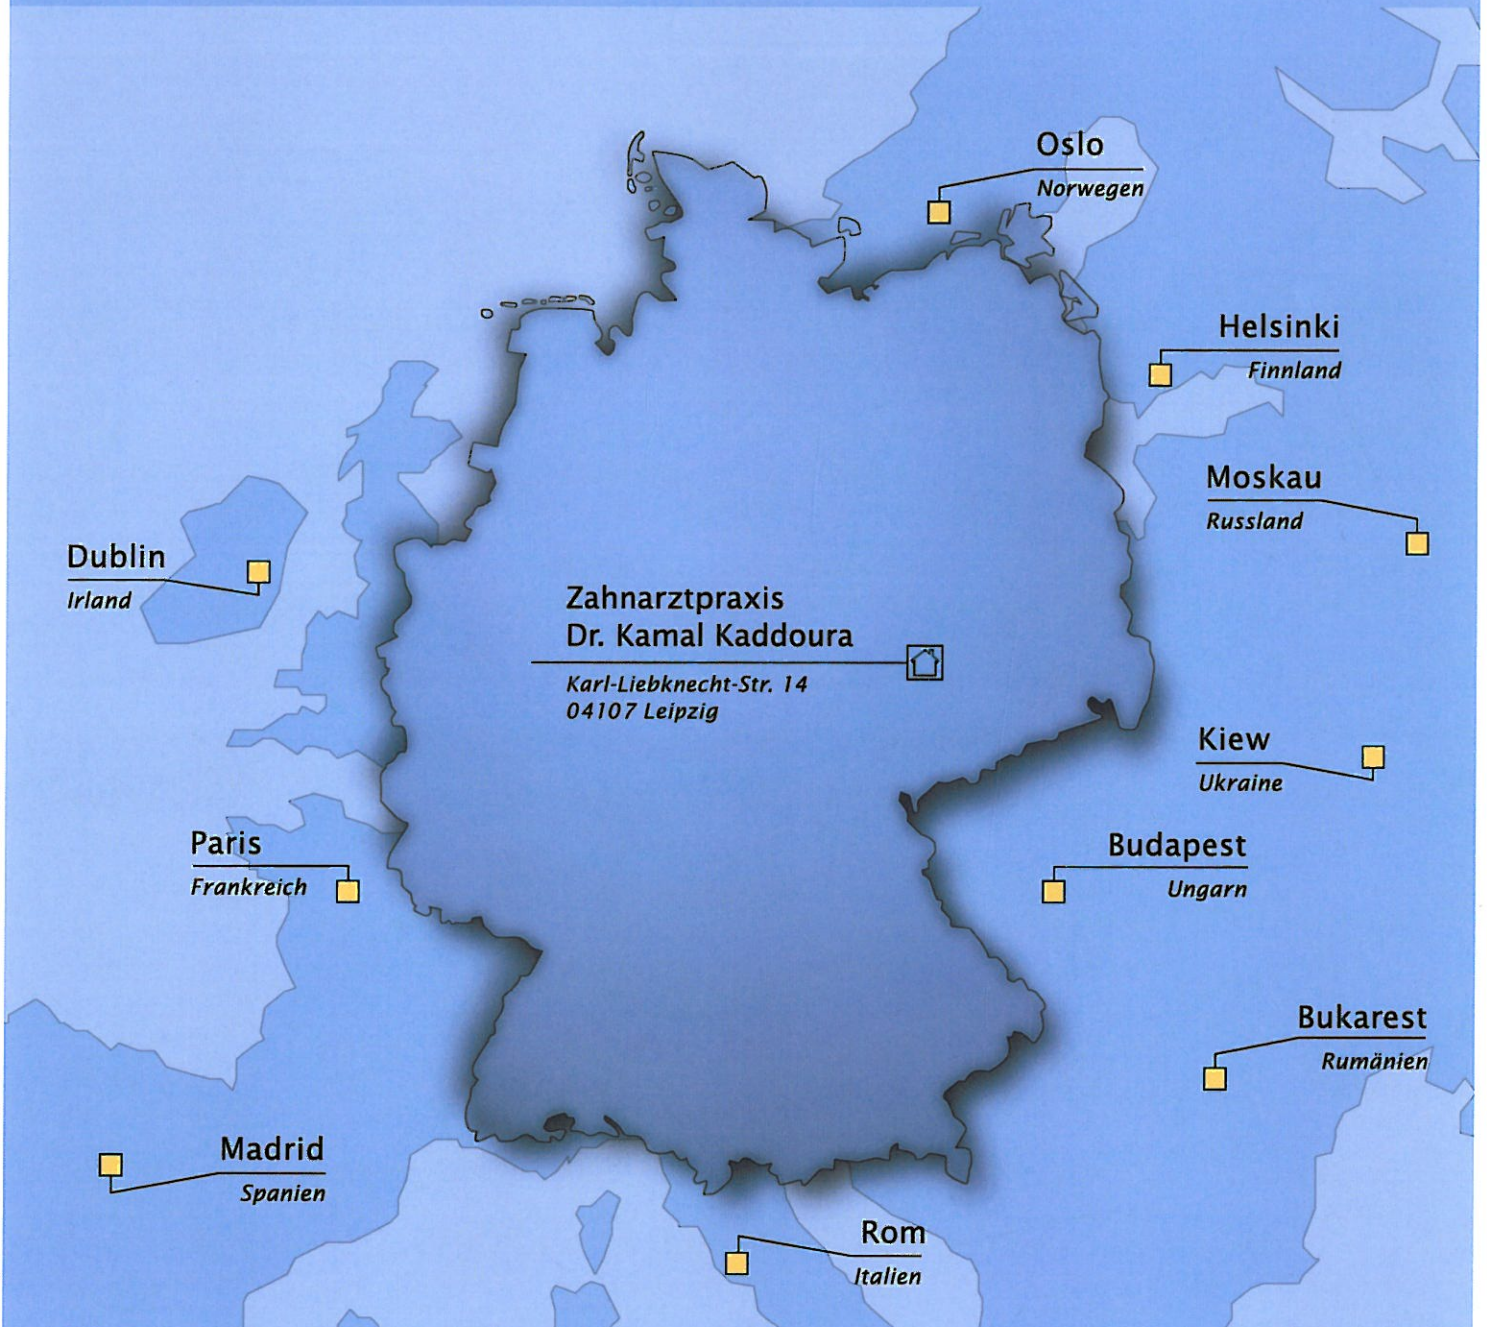 Oslo
Norwegen
Helsinki
Finnland
Moskau
Russland
Dublin
Irland
Zahnarztpraxis
Dr. Kamal Kaddoura
Karl-Liebknecht-Str. 14
04107 Leipzig
Kiew
Ukraine
Paris
Frankreich
Budapest
Ungarn
Bukarest
Rumänien
Madrid
Spanien
Rom
Italien